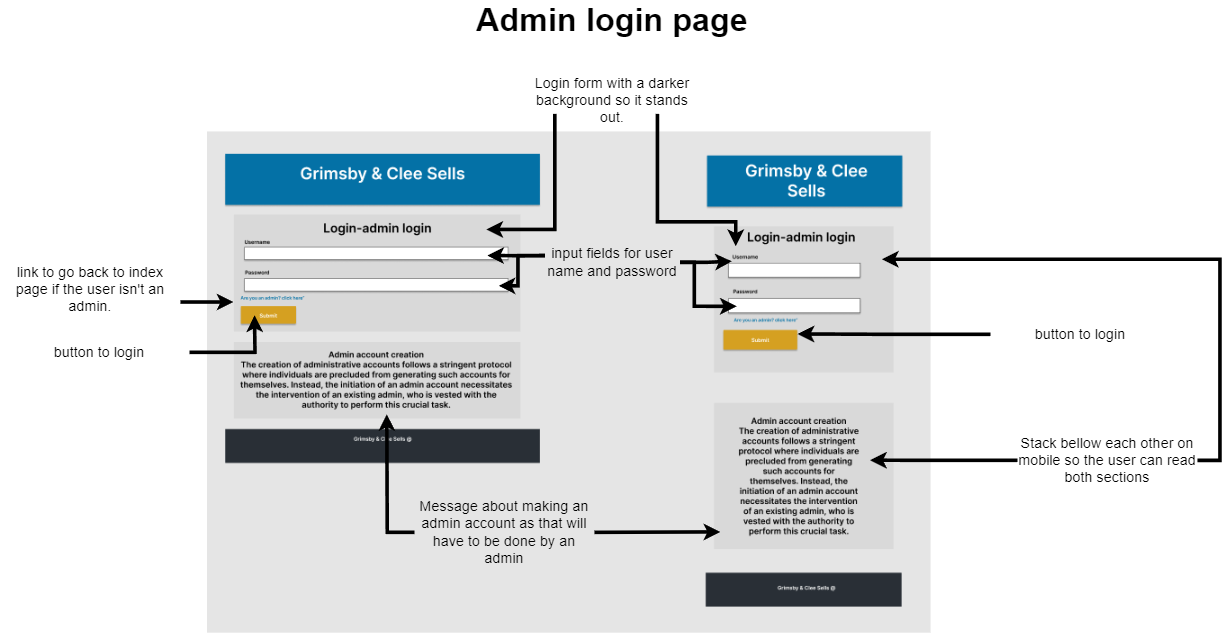 Admin login page
Login form with a darker
background so it stands
out.
Grimsby & Clee Sells
Login-admin login
Username
Password
Are you an admin? click here'
Submit
Admin account creation
The creation of administrative accounts follows a stringent protocol
where individuals are precluded from generating such accounts for
themselves. Instead, the initiation of an admin account necessitates
the intervention of an existing admin, who is vested with the
authority to perform this crucial task.
Grimsby & Clee Sells @
link to go back to index
page if the user isn't an
admin.
button to login
input fields for user
name and password
Message about making an
admin account as that will
have to be done by an
admin
Grimsby & Clee
Sells
Login-admin login
Username
Password
Are you an admin? click here'
Submit
Admin account creation
The creation of administrative
accounts follows a stringent
protocol where individuals are
precluded from generating
such accounts for
themselves. Instead, the
initiation of an admin account
necessitates the intervention
of an existing admin, who is
vested with the authority to
perform this crucial task.
Grimsby & Clee Sells @
button to login
Stack bellow each other on
mobile so the user can read
both sections